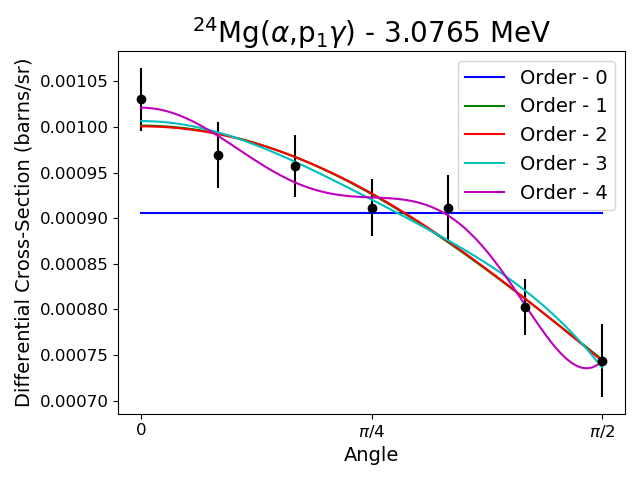 ²⁴Mg(α,p₁γ) - 3.0765 MeV
Differential Cross-Section (barns/sr)
0.00105
0.00100
0.00095
0.00090
0.00085
0.00080
0.00075
0.00070
Order - 0
Order - 1
Order - 2
Order - 3
Order - 4
0 π/4 π/2
Angle